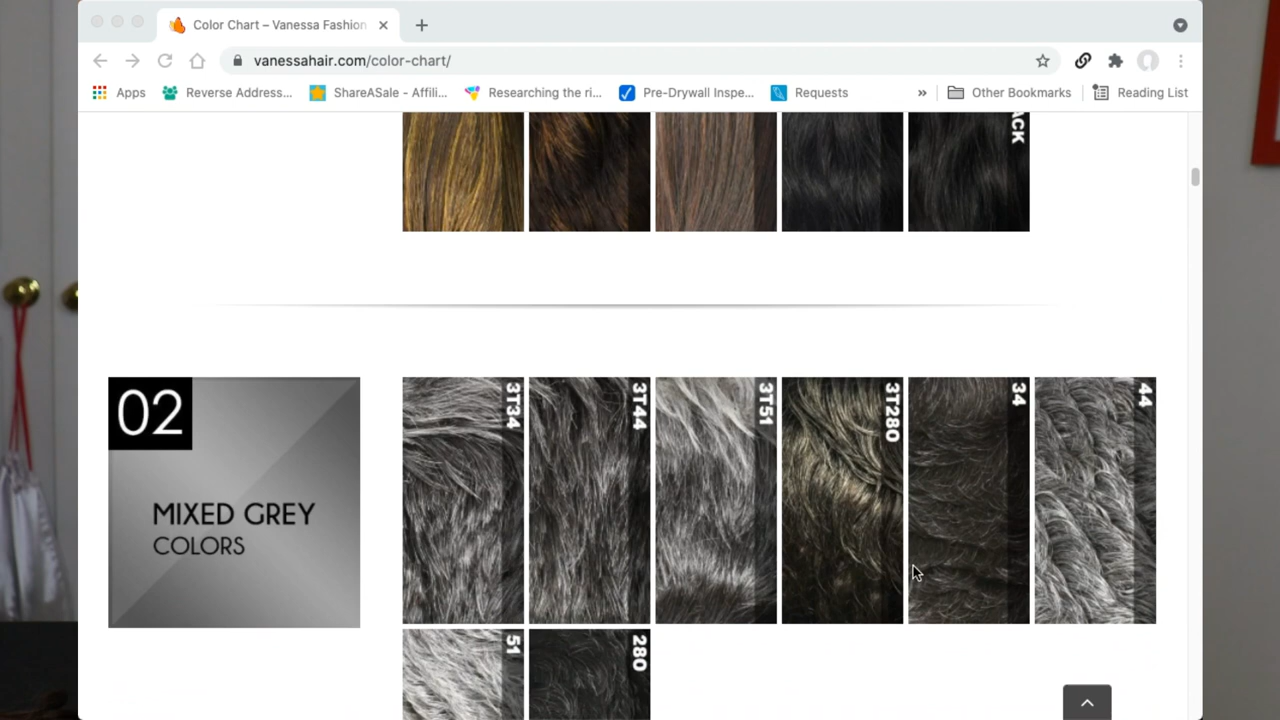 Color Chart – Vanessa Fashion
vanessahair.com/color-chart/
Apps
Reverse Address...
ShareASale - Affili...
Researching the ri...
Pre-Drywall Inspe...
Requests
»
Other Bookmarks
Reading List
ACK
02
MIXED GREY
COLORS
3T34
3T44
3T51
3T280
34
44
51
280